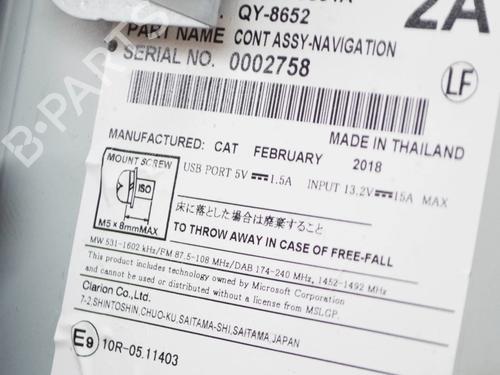 QY-8652
2A
PART NAME CONT ASSY-NAVIGATION
SERIAL NO. 0002758
LF
MADE IN THAILAND
MANUFACTURED: CAT FEBRUARY 2018
MOUNT SCREW
ISO
M5×8mmMAX
USB PORT 5V⎓1.5A INPUT 13.2V⎓15A MAX
床に落とした場合は廃棄すること
TO THROW AWAY IN CASE OF FREE-FALL
MW 531-1602 kHz/FM 87.5-108 MHz/DAB 174-240 MHz, 1452-1492 MHz
This product includes technology owned by Microsoft Corporation
and cannot be used or distributed without a license from MSLGP.
Clarion Co.,Ltd.
7-2,SHINTOSHIN,CHUO-KU,SAITAMA-SHI,SAITAMA,JAPAN
E9 10R-05.11403
B-PARTS